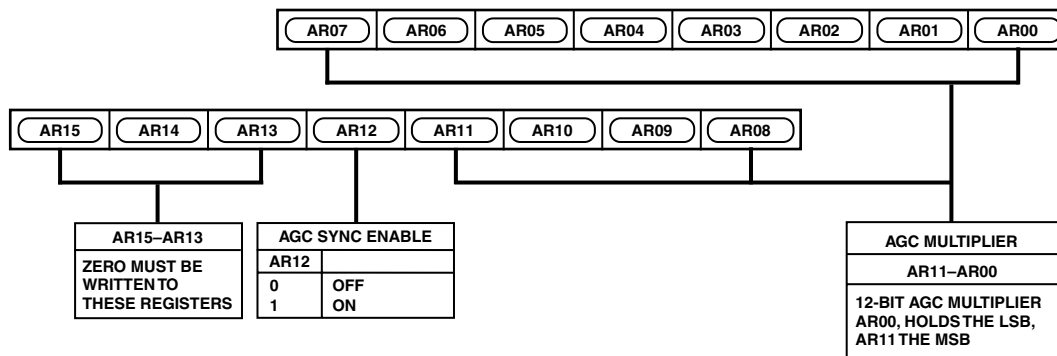 AR07 AR06 AR05 AR04 AR03 AR02 AR01 AR00
AR15 AR14 AR13 AR12 AR11 AR10 AR09 AR08
AR15–AR13
ZERO MUST BE
WRITTEN TO
THESE REGISTERS
AGC SYNC ENABLE
AR12
0 OFF
1 ON
AGC MULTIPLIER
AR11–AR00
12-BIT AGC MULTIPLIER
AR00, HOLDS THE LSB,
AR11 THE MSB